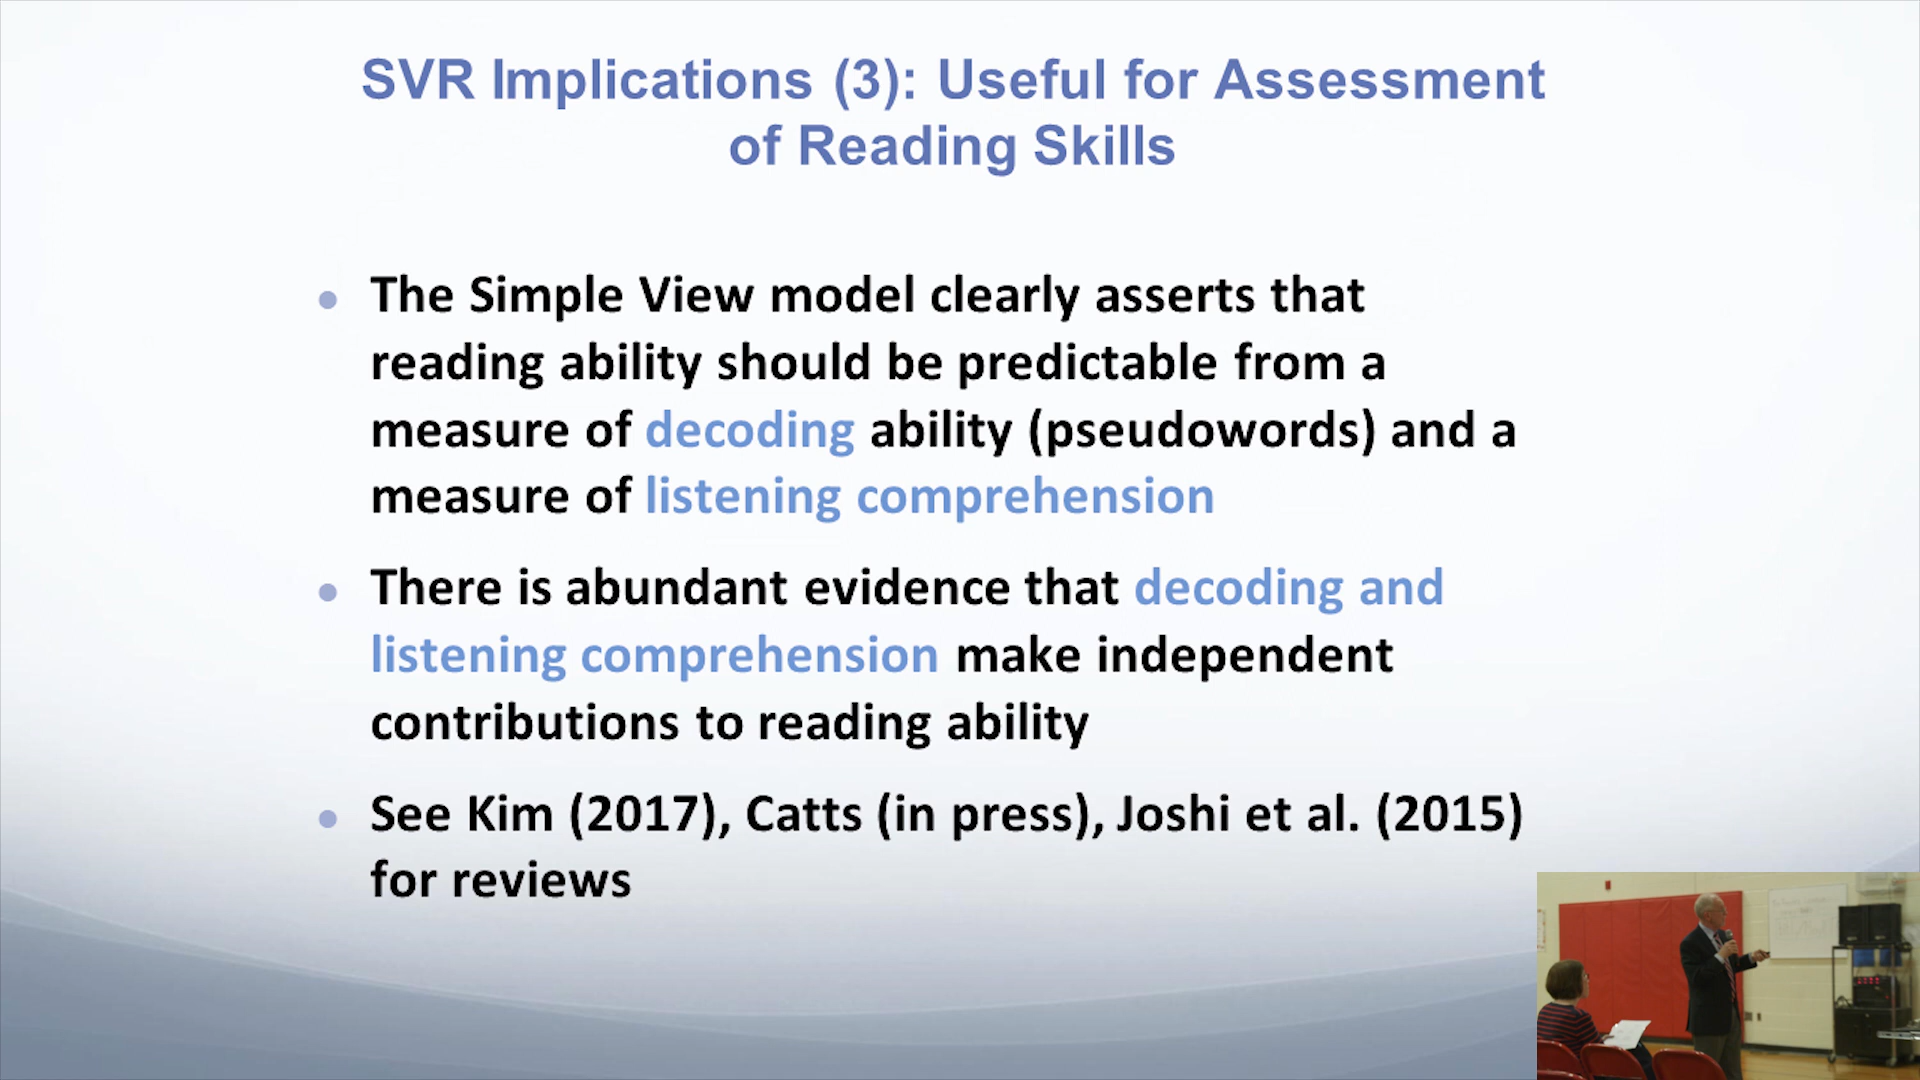 SVR Implications (3): Useful for Assessment
of Reading Skills
The Simple View model clearly asserts that
reading ability should be predictable from a
measure of decoding ability (pseudowords) and a
measure of listening comprehension
There is abundant evidence that decoding and
listening comprehension make independent
contributions to reading ability
See Kim (2017), Catts (in press), Joshi et al. (2015)
for reviews